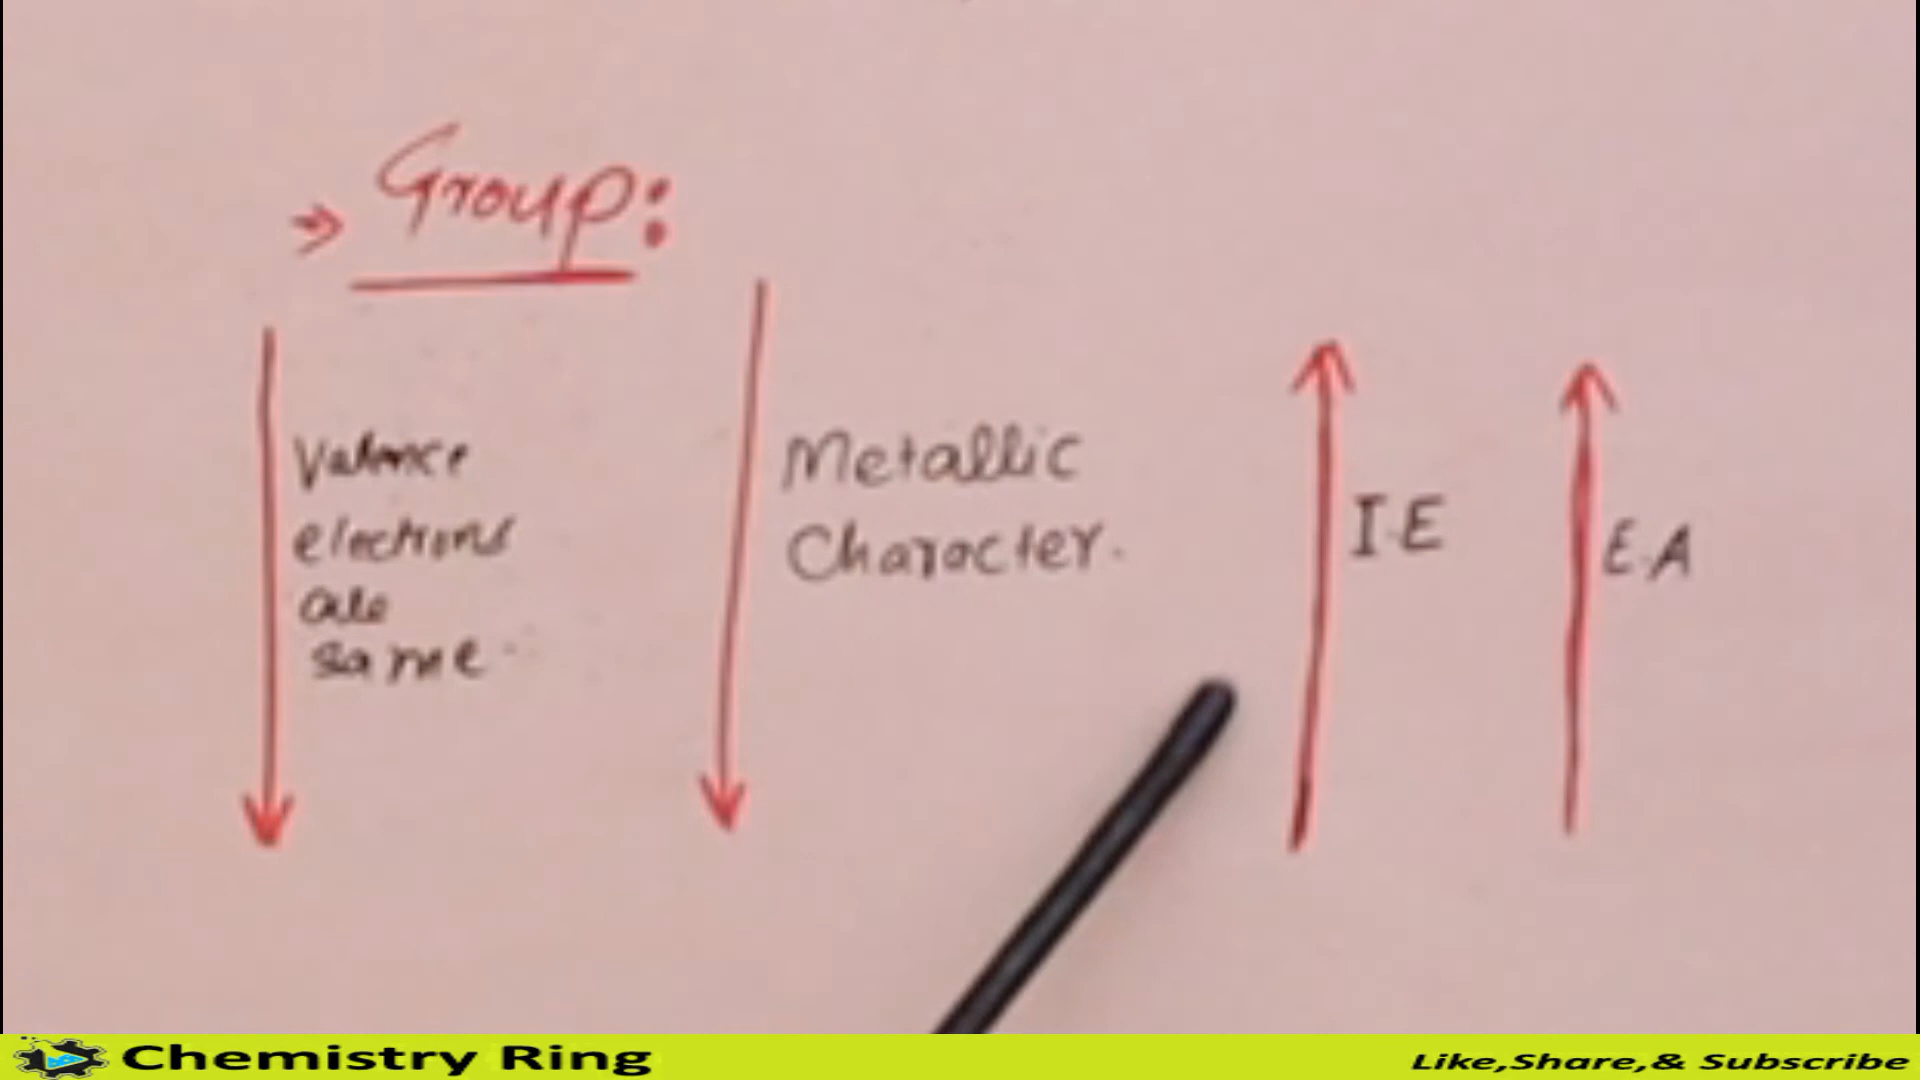 Group:
Valence
electrons
are
same
Metallic
Character.
I.E
E.A
Chemistry Ring
Like,Share,& Subscribe